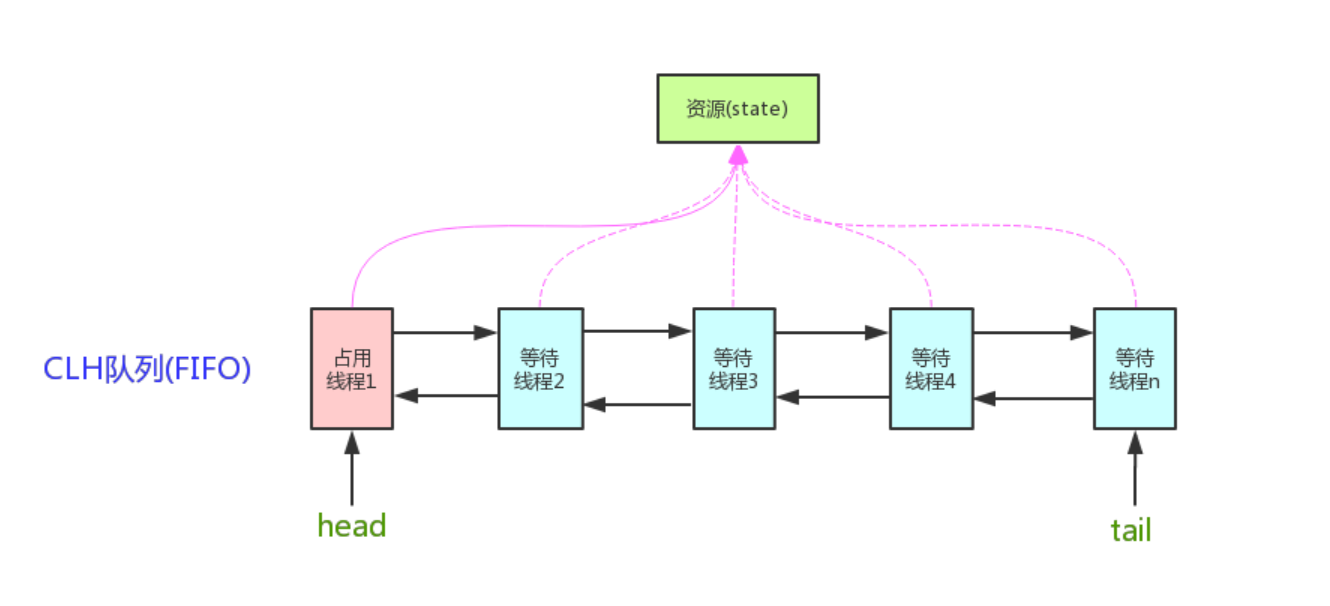 资源(state)
CLH队列(FIFO)
占用
线程1
等待
线程2
等待
线程3
等待
线程4
等待
线程n
head
tail